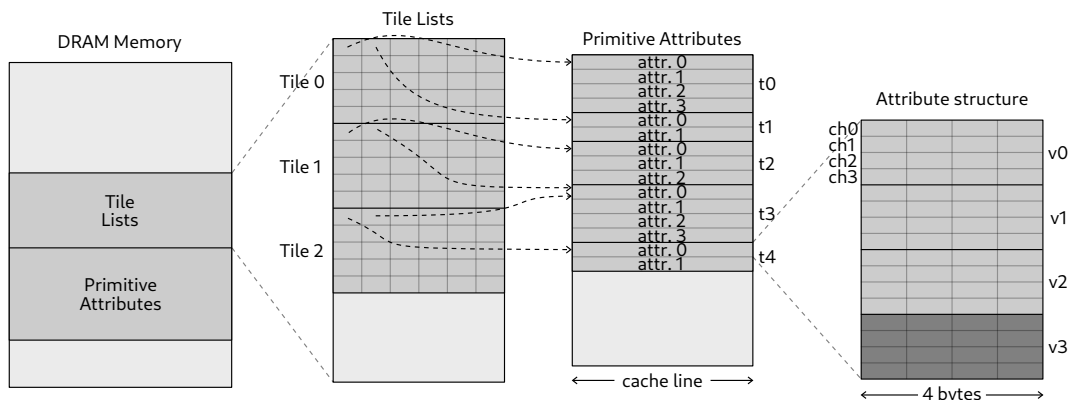 DRAM Memory
Tile
Lists
Primitive
Attributes
Tile Lists
Tile 0
Tile 1
Tile 2
Primitive Attributes
attr. 0
attr. 1
attr. 2
attr. 3
t0
attr. 0
attr. 1
t1
attr. 0
attr. 1
attr. 2
t2
attr. 0
attr. 1
attr. 2
attr. 3
t3
attr. 0
attr. 1
t4
cache line
Attribute structure
ch0
ch1
ch2
ch3
v0
v1
v2
v3
4 bytes